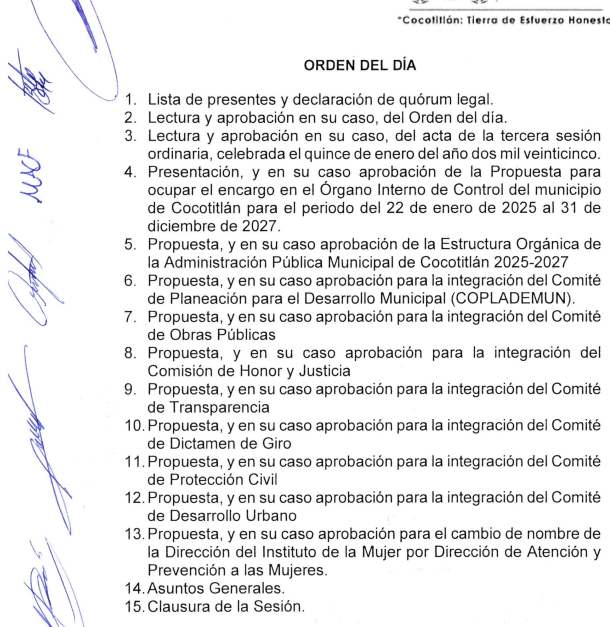 "Cocotitlán: Tierra de Esfuerzo Honesto
ORDEN DEL DÍA
1. Lista de presentes y declaración de quórum legal.
2. Lectura y aprobación en su caso, del Orden del día.
3. Lectura y aprobación en su caso, del acta de la tercera sesión
ordinaria, celebrada el quince de enero del año dos mil veinticinco.
4. Presentación, y en su caso aprobación de la Propuesta para
ocupar el encargo en el Órgano Interno de Control del municipio
de Cocotitlán para el periodo del 22 de enero de 2025 al 31 de
diciembre de 2027.
5. Propuesta, y en su caso aprobación de la Estructura Orgánica de
la Administración Pública Municipal de Cocotitlán 2025-2027
6. Propuesta, y en su caso aprobación para la integración del Comité
de Planeación para el Desarrollo Municipal (COPLADEMUN).
7. Propuesta, y en su caso aprobación para la integración del Comité
de Obras Públicas
8. Propuesta, y en su caso aprobación para la integración del
Comisión de Honor y Justicia
9. Propuesta, y en su caso aprobación para la integración del Comité
de Transparencia
10. Propuesta, y en su caso aprobación para la integración del Comité
de Dictamen de Giro
11. Propuesta, y en su caso aprobación para la integración del Comité
de Protección Civil
12. Propuesta, y en su caso aprobación para la integración del Comité
de Desarrollo Urbano
13. Propuesta, y en su caso aprobación para el cambio de nombre de
la Dirección del Instituto de la Mujer por Dirección de Atención y
Prevención a las Mujeres.
14. Asuntos Generales.
15. Clausura de la Sesión.